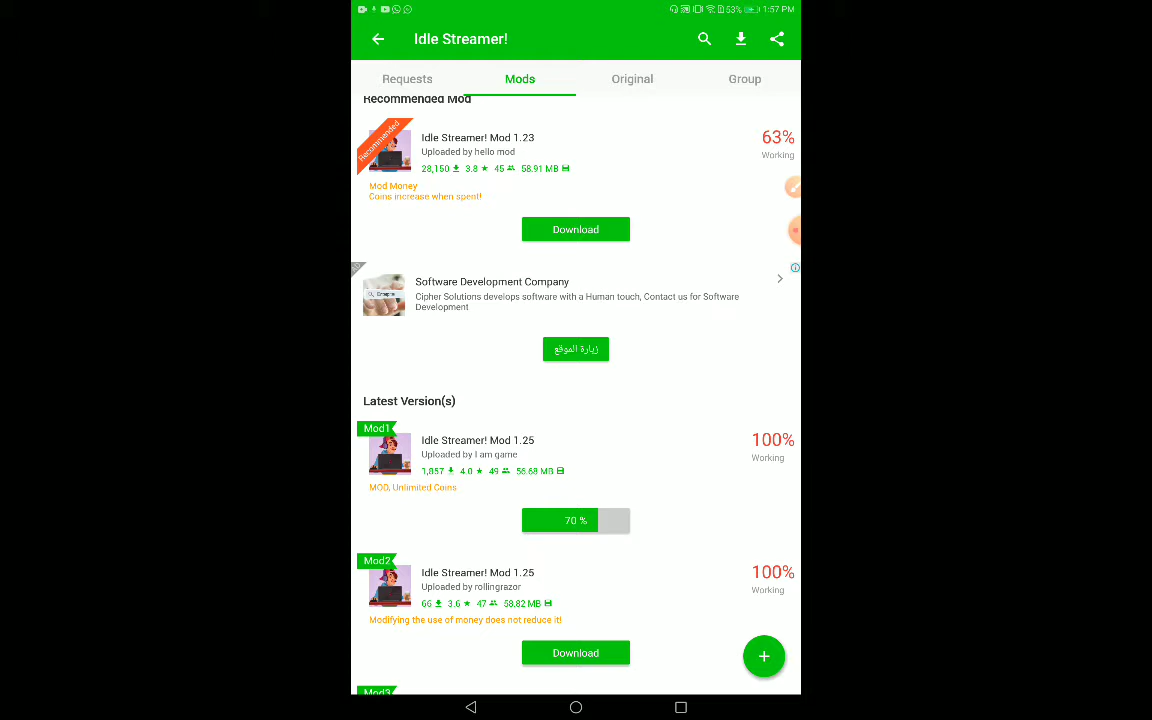 53% 1:57 PM
Idle Streamer!
Requests Mods Original Group
Recommended Mod
Recommended
Idle Streamer! Mod 1.23
Uploaded by hello mod
28,150 3.8 45 58.91 MB
63%
Working
Mod Money
Coins increase when spent!
Download
Software Development Company
Cipher Solutions develops software with a Human touch, Contact us for Software
Development
زيارة الموقع
Latest Version(s)
Mod1
Idle Streamer! Mod 1.25
Uploaded by I am game
1,857 4.0 49 56.68 MB
100%
Working
MOD, Unlimited Coins
70 %
Mod2
Idle Streamer! Mod 1.25
Uploaded by rollingrazor
66 3.6 47 58.82 MB
100%
Working
Modifying the use of money does not reduce it!
Download
Mod3